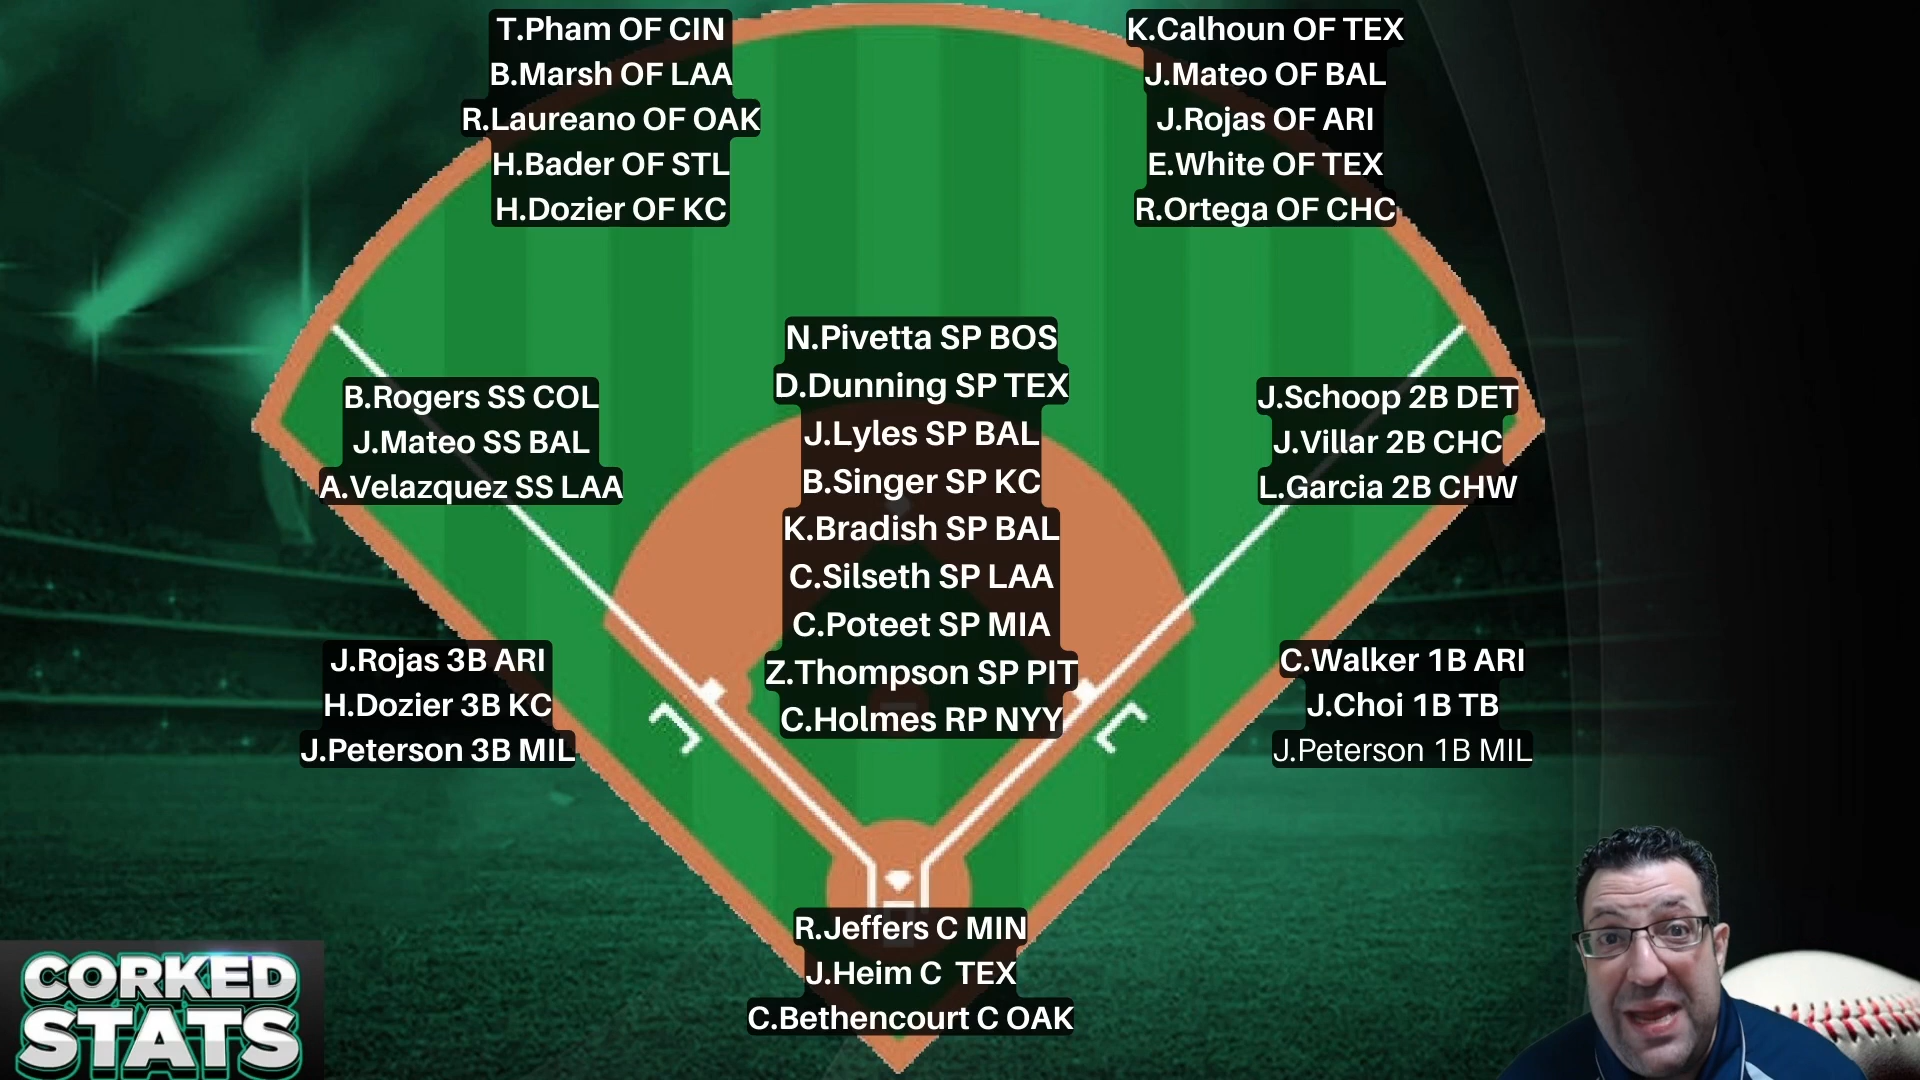 T.Pham OF CIN
B.Marsh OF LAA
R.Laureano OF OAK
H.Bader OF STL
H.Dozier OF KC
K.Calhoun OF TEX
J.Mateo OF BAL
J.Rojas OF ARI
E.White OF TEX
R.Ortega OF CHC
B.Rogers SS COL
J.Mateo SS BAL
A.Velazquez SS LAA
N.Pivetta SP BOS
D.Dunning SP TEX
J.Lyles SP BAL
B.Singer SP KC
K.Bradish SP BAL
C.Silseth SP LAA
C.Poteet SP MIA
Z.Thompson SP PIT
C.Holmes RP NYY
J.Schoop 2B DET
J.Villar 2B CHC
L.Garcia 2B CHW
J.Rojas 3B ARI
H.Dozier 3B KC
J.Peterson 3B MIL
C.Walker 1B ARI
J.Choi 1B TB
J.Peterson 1B MIL
R.Jeffers C MIN
J.Heim C TEX
C.Bethencourt C OAK
CORKED
STATS